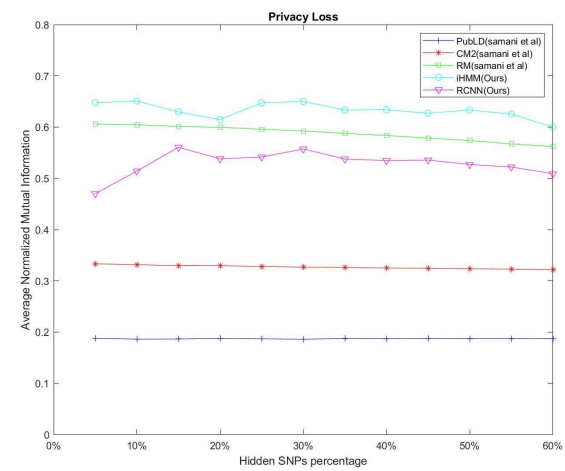 Privacy Loss
0.8
0.7
0.6
0.5
0.4
0.3
0.2
0.1
0
Average Normalized Mutual Information
PubLD(samani et al)
CM2(samani et al)
RM(samani et al)
iHMM(Ours)
RCNN(Ours)
0% 10% 20% 30% 40% 50% 60%
Hidden SNPs percentage